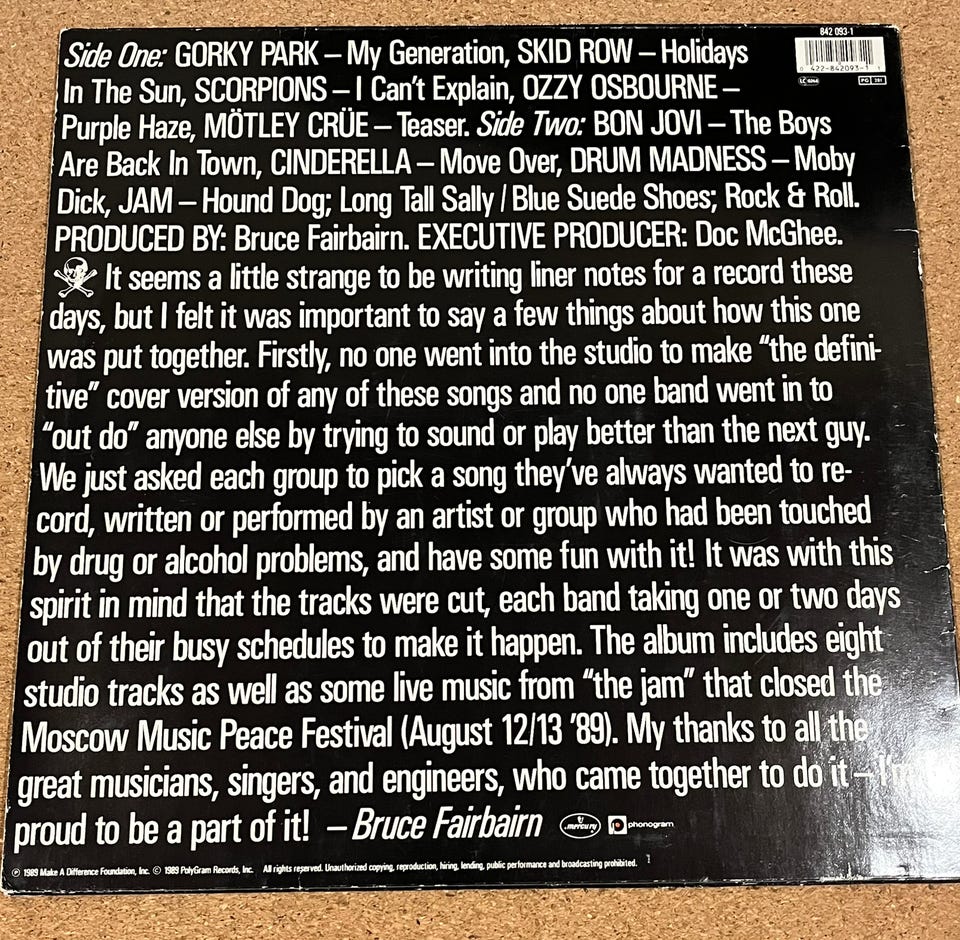 842 093-1
Side One: GORKY PARK – My Generation, SKID ROW – Holidays
0 422-842093-1 1
In The Sun, SCORPIONS – I Can't Explain, OZZY OSBOURNE –
LC 0268
PG 281
Purple Haze, MÖTLEY CRÜE – Teaser. Side Two: BON JOVI – The Boys
Are Back In Town, CINDERELLA – Move Over, DRUM MADNESS – Moby
Dick, JAM – Hound Dog; Long Tall Sally / Blue Suede Shoes; Rock & Roll.
PRODUCED BY: Bruce Fairbairn. EXECUTIVE PRODUCER: Doc McGhee.
It seems a little strange to be writing liner notes for a record these
days, but I felt it was important to say a few things about how this one
was put together. Firstly, no one went into the studio to make “the defini-
tive” cover version of any of these songs and no one band went in to
“out do” anyone else by trying to sound or play better than the next guy.
We just asked each group to pick a song they've always wanted to re-
cord, written or performed by an artist or group who had been touched
by drug or alcohol problems, and have some fun with it! It was with this
spirit in mind that the tracks were cut, each band taking one or two days
out of their busy schedules to make it happen. The album includes eight
studio tracks as well as some live music from “the jam” that closed the
Moscow Music Peace Festival (August 12/13 '89). My thanks to all the
great musicians, singers, and engineers, who came together to do it – I'm
proud to be a part of it! – Bruce Fairbairn mercury phonogram
℗ 1989 Make A Difference Foundation, Inc. © 1989 PolyGram Records, Inc. All rights reserved. Unauthorized copying, reproduction, hiring, lending, public performance and broadcasting prohibited.